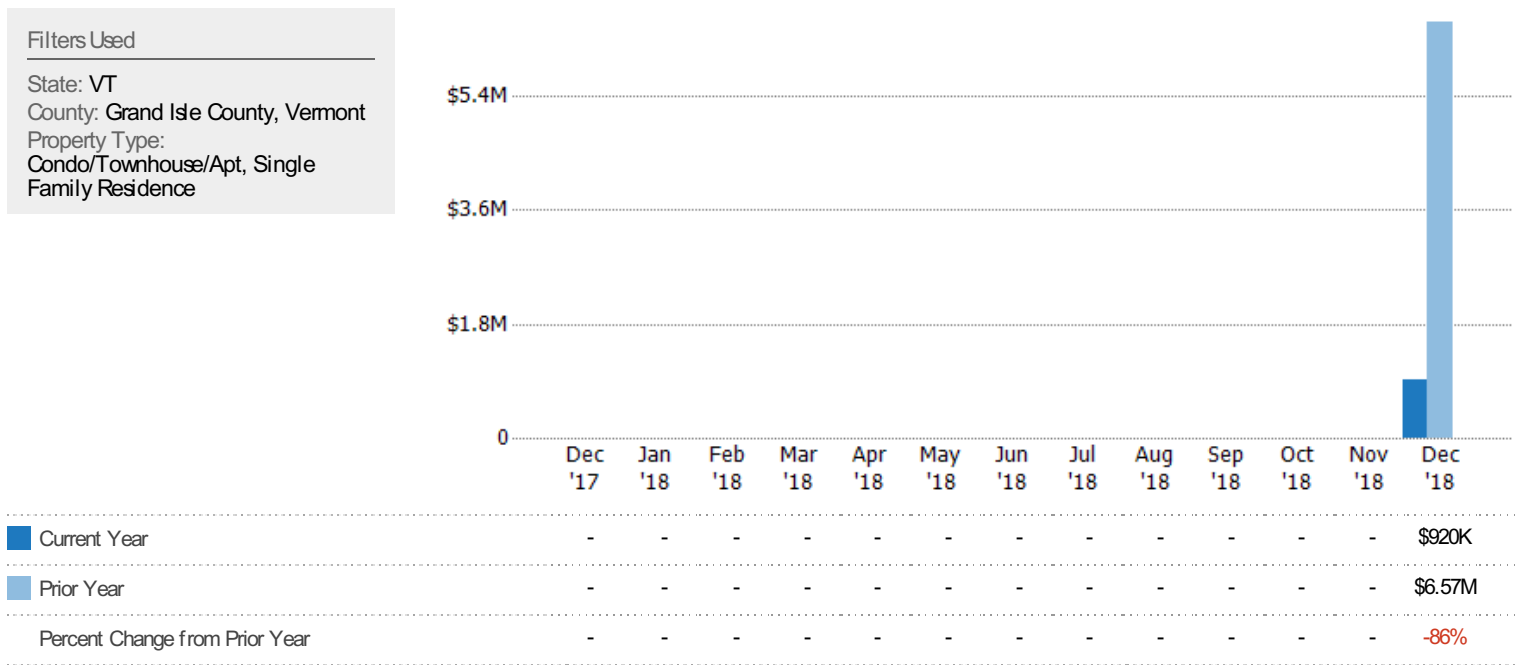 Filters Used
State: VT
County: Grand Isle County, Vermont
Property Type:
Condo/Townhouse/Apt, Single
Family Residence
$5.4M
$3.6M
$1.8M
0
Dec Jan Feb Mar Apr May Jun Jul Aug Sep Oct Nov Dec
'17 '18 '18 '18 '18 '18 '18 '18 '18 '18 '18 '18 '18
Current Year - - - - - - - - - - - - $920K
Prior Year - - - - - - - - - - - - $6.57M
Percent Change from Prior Year - - - - - - - - - - - - -86%